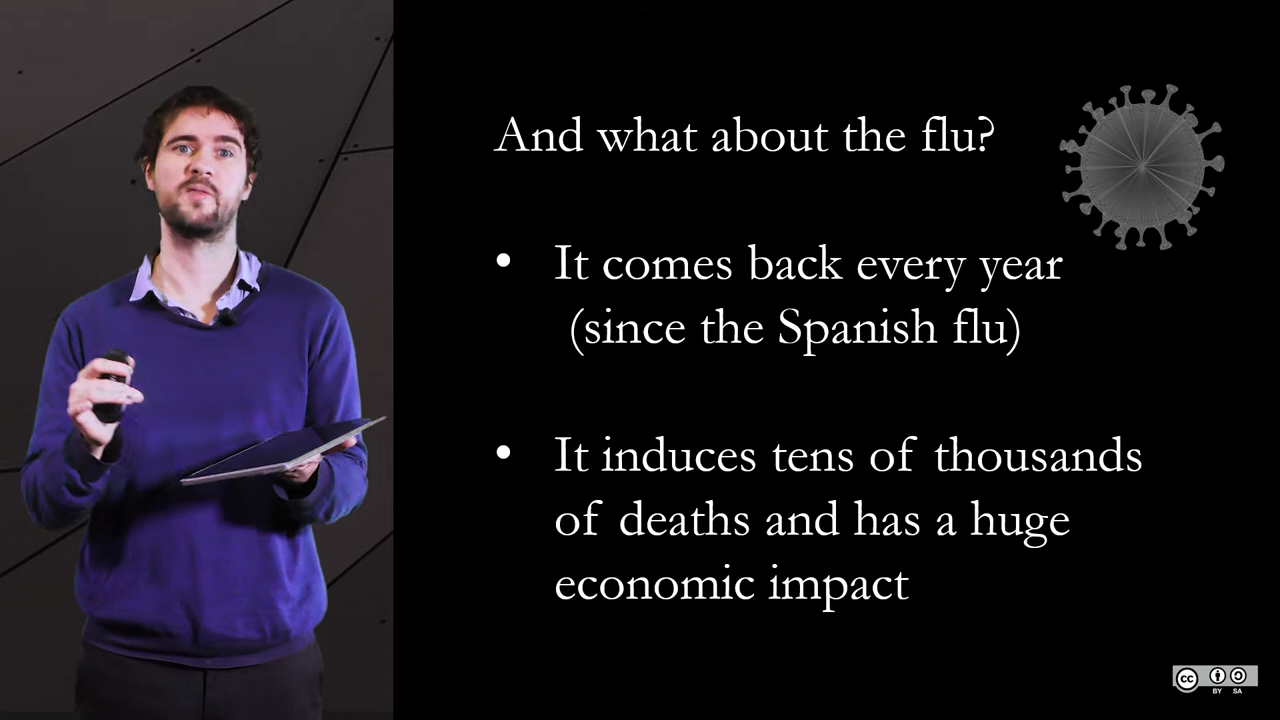 And what about the flu?
• It comes back every year
(since the Spanish flu)
• It induces tens of thousands
of deaths and has a huge
economic impact
cc BY SA